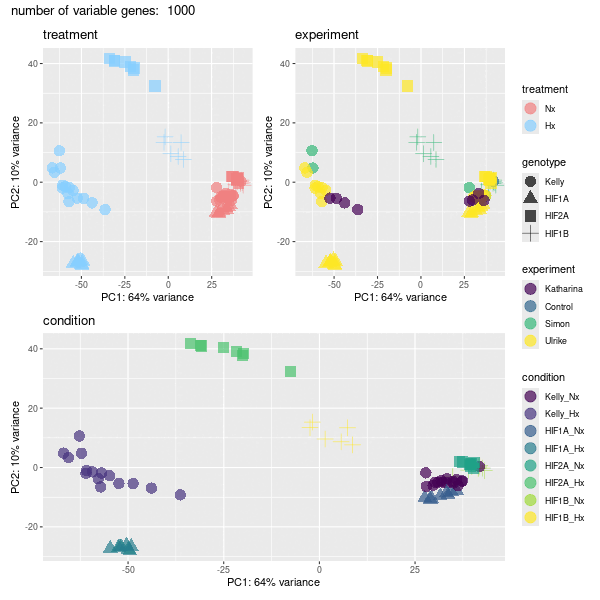 number of variable genes:  1000
treatment
PC2: 10% variance
40
20
0
-20
-50
-25
0
25
PC1: 64% variance
experiment
PC2: 10% variance
40
20
0
-20
-50
-25
0
25
PC1: 64% variance
condition
PC2: 10% variance
40
20
0
-20
-50
-25
0
25
PC1: 64% variance
treatment
Nx
Hx
genotype
Kelly
HIF1A
HIF2A
HIF1B
experiment
Katharina
Control
Simon
Ulrike
condition
Kelly_Nx
Kelly_Hx
HIF1A_Nx
HIF1A_Hx
HIF2A_Nx
HIF2A_Hx
HIF1B_Nx
HIF1B_Hx